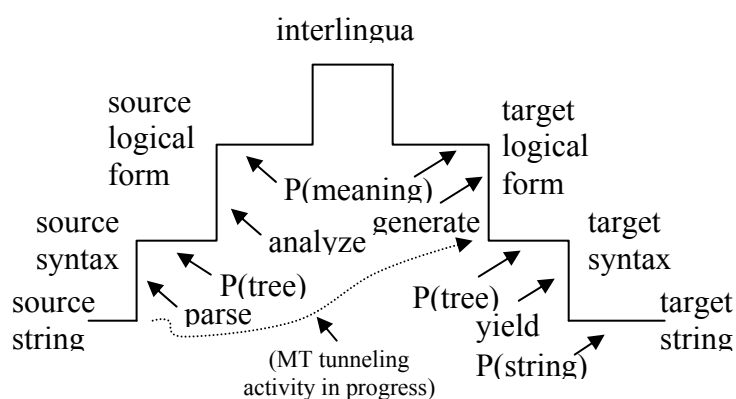 interlingua
source
logical
form
target
logical
form
P(meaning)
generate
analyze
source
syntax
target
syntax
P(tree)
parse
P(tree)
yield
P(string)
source
string
target
string
(MT tunneling
activity in progress)